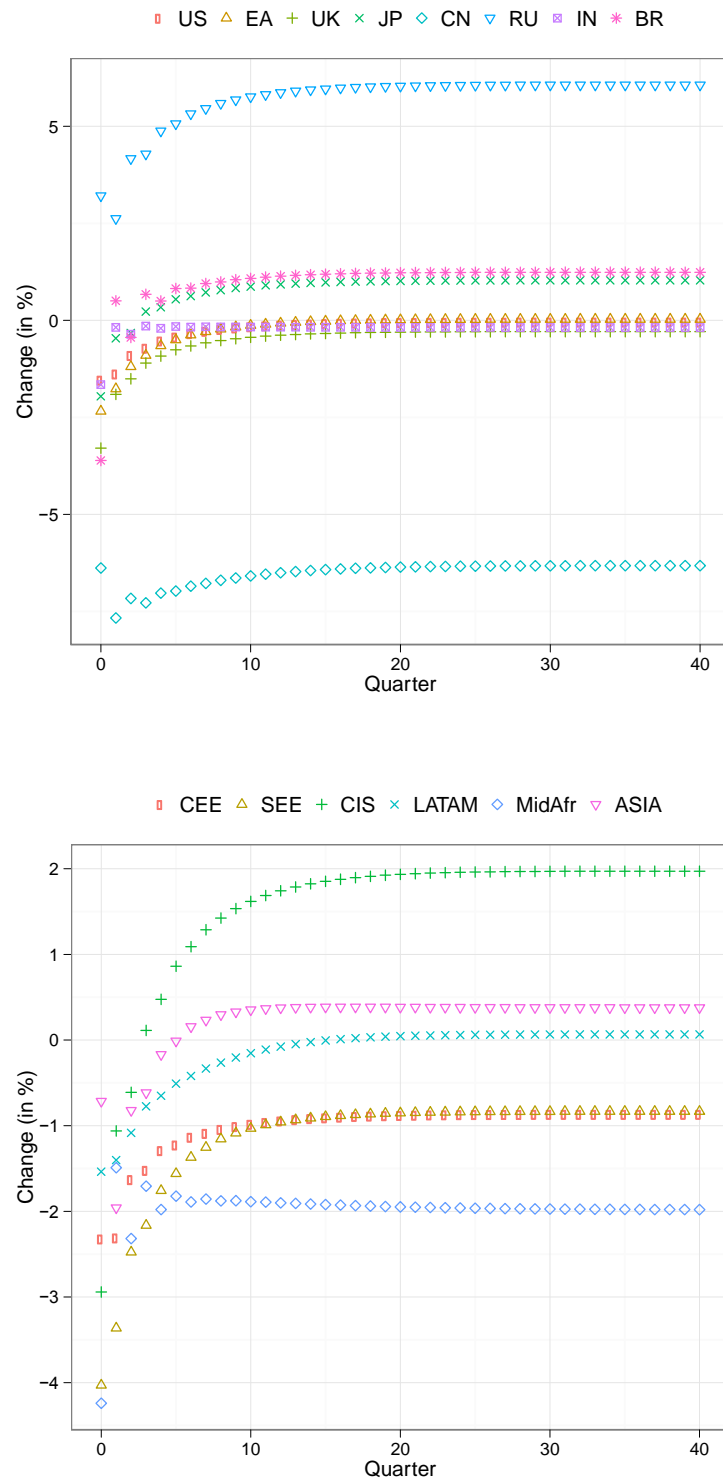 US EA UK JP CN RU IN BR
5
0
−5
Change (in %)
0 10 20 30 40
Quarter
CEE SEE CIS LATAM MidAfr ASIA
2
1
0
−1
−2
−3
−4
Change (in %)
0 10 20 30 40
Quarter